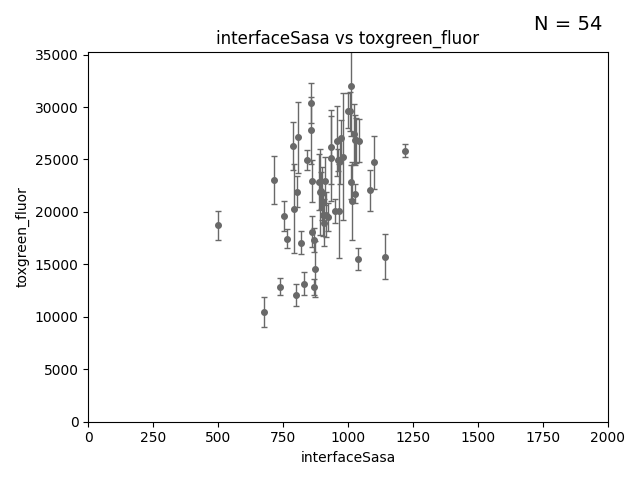 N = 54
interfaceSasa vs toxgreen_fluor
35000
30000
25000
20000
15000
10000
5000
0
toxgreen_fluor
0 250 500 750 1000 1250 1500 1750 2000
interfaceSasa